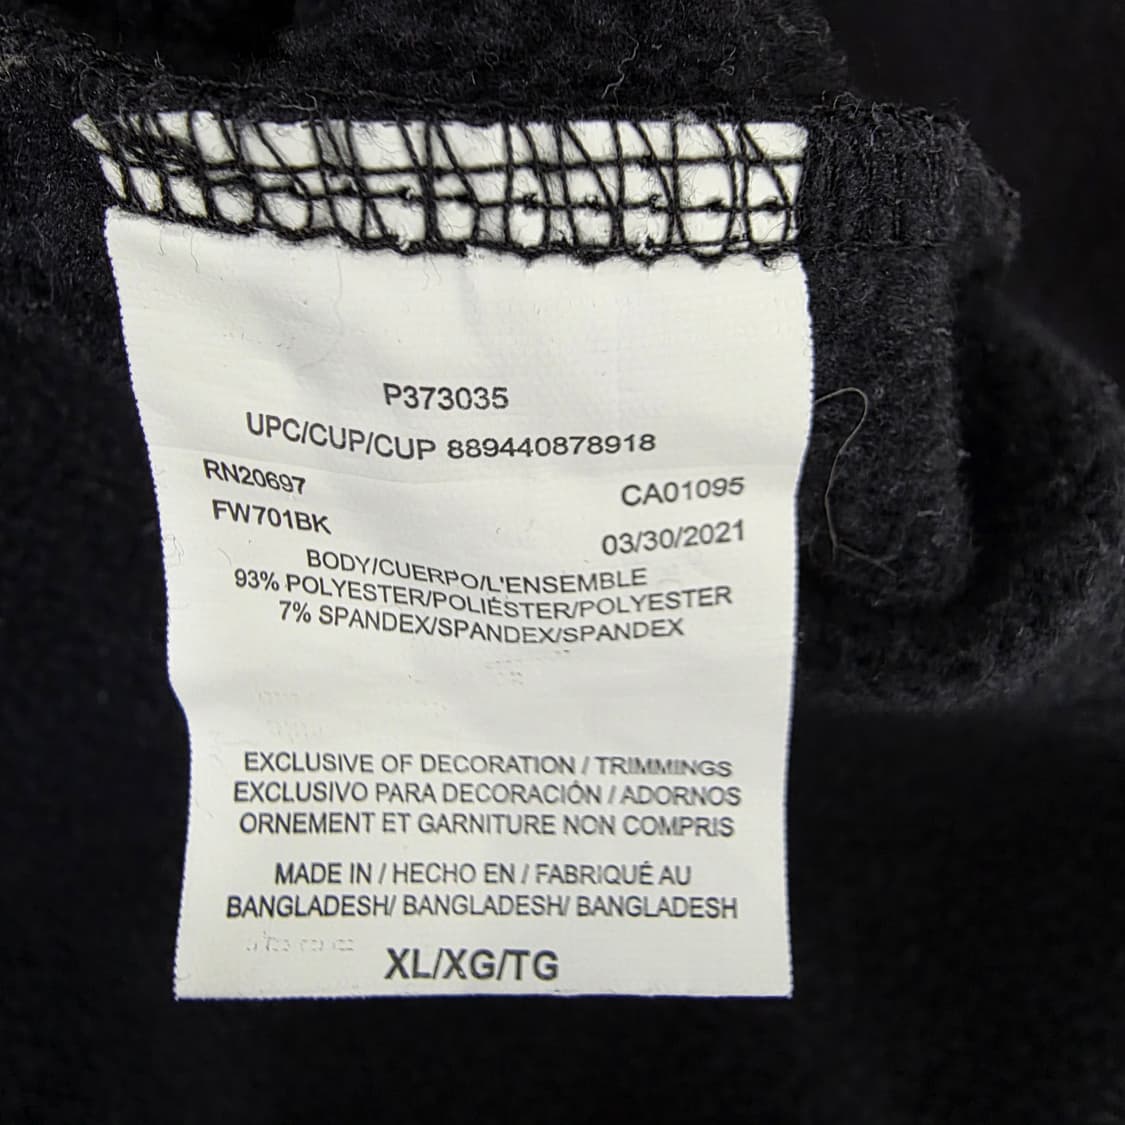 P373035
UPC/CUP/CUP 889440878918
RN20697 CA01095
FW701BK 03/30/2021
BODY/CUERPO/L'ENSEMBLE
93% POLYESTER/POLIÉSTER/POLYESTER
7% SPANDEX/SPANDEX/SPANDEX
EXCLUSIVE OF DECORATION / TRIMMINGS
EXCLUSIVO PARA DECORACIÓN / ADORNOS
ORNEMENT ET GARNITURE NON COMPRIS
MADE IN / HECHO EN / FABRIQUÉ AU
BANGLADESH/ BANGLADESH/ BANGLADESH
XL/XG/TG